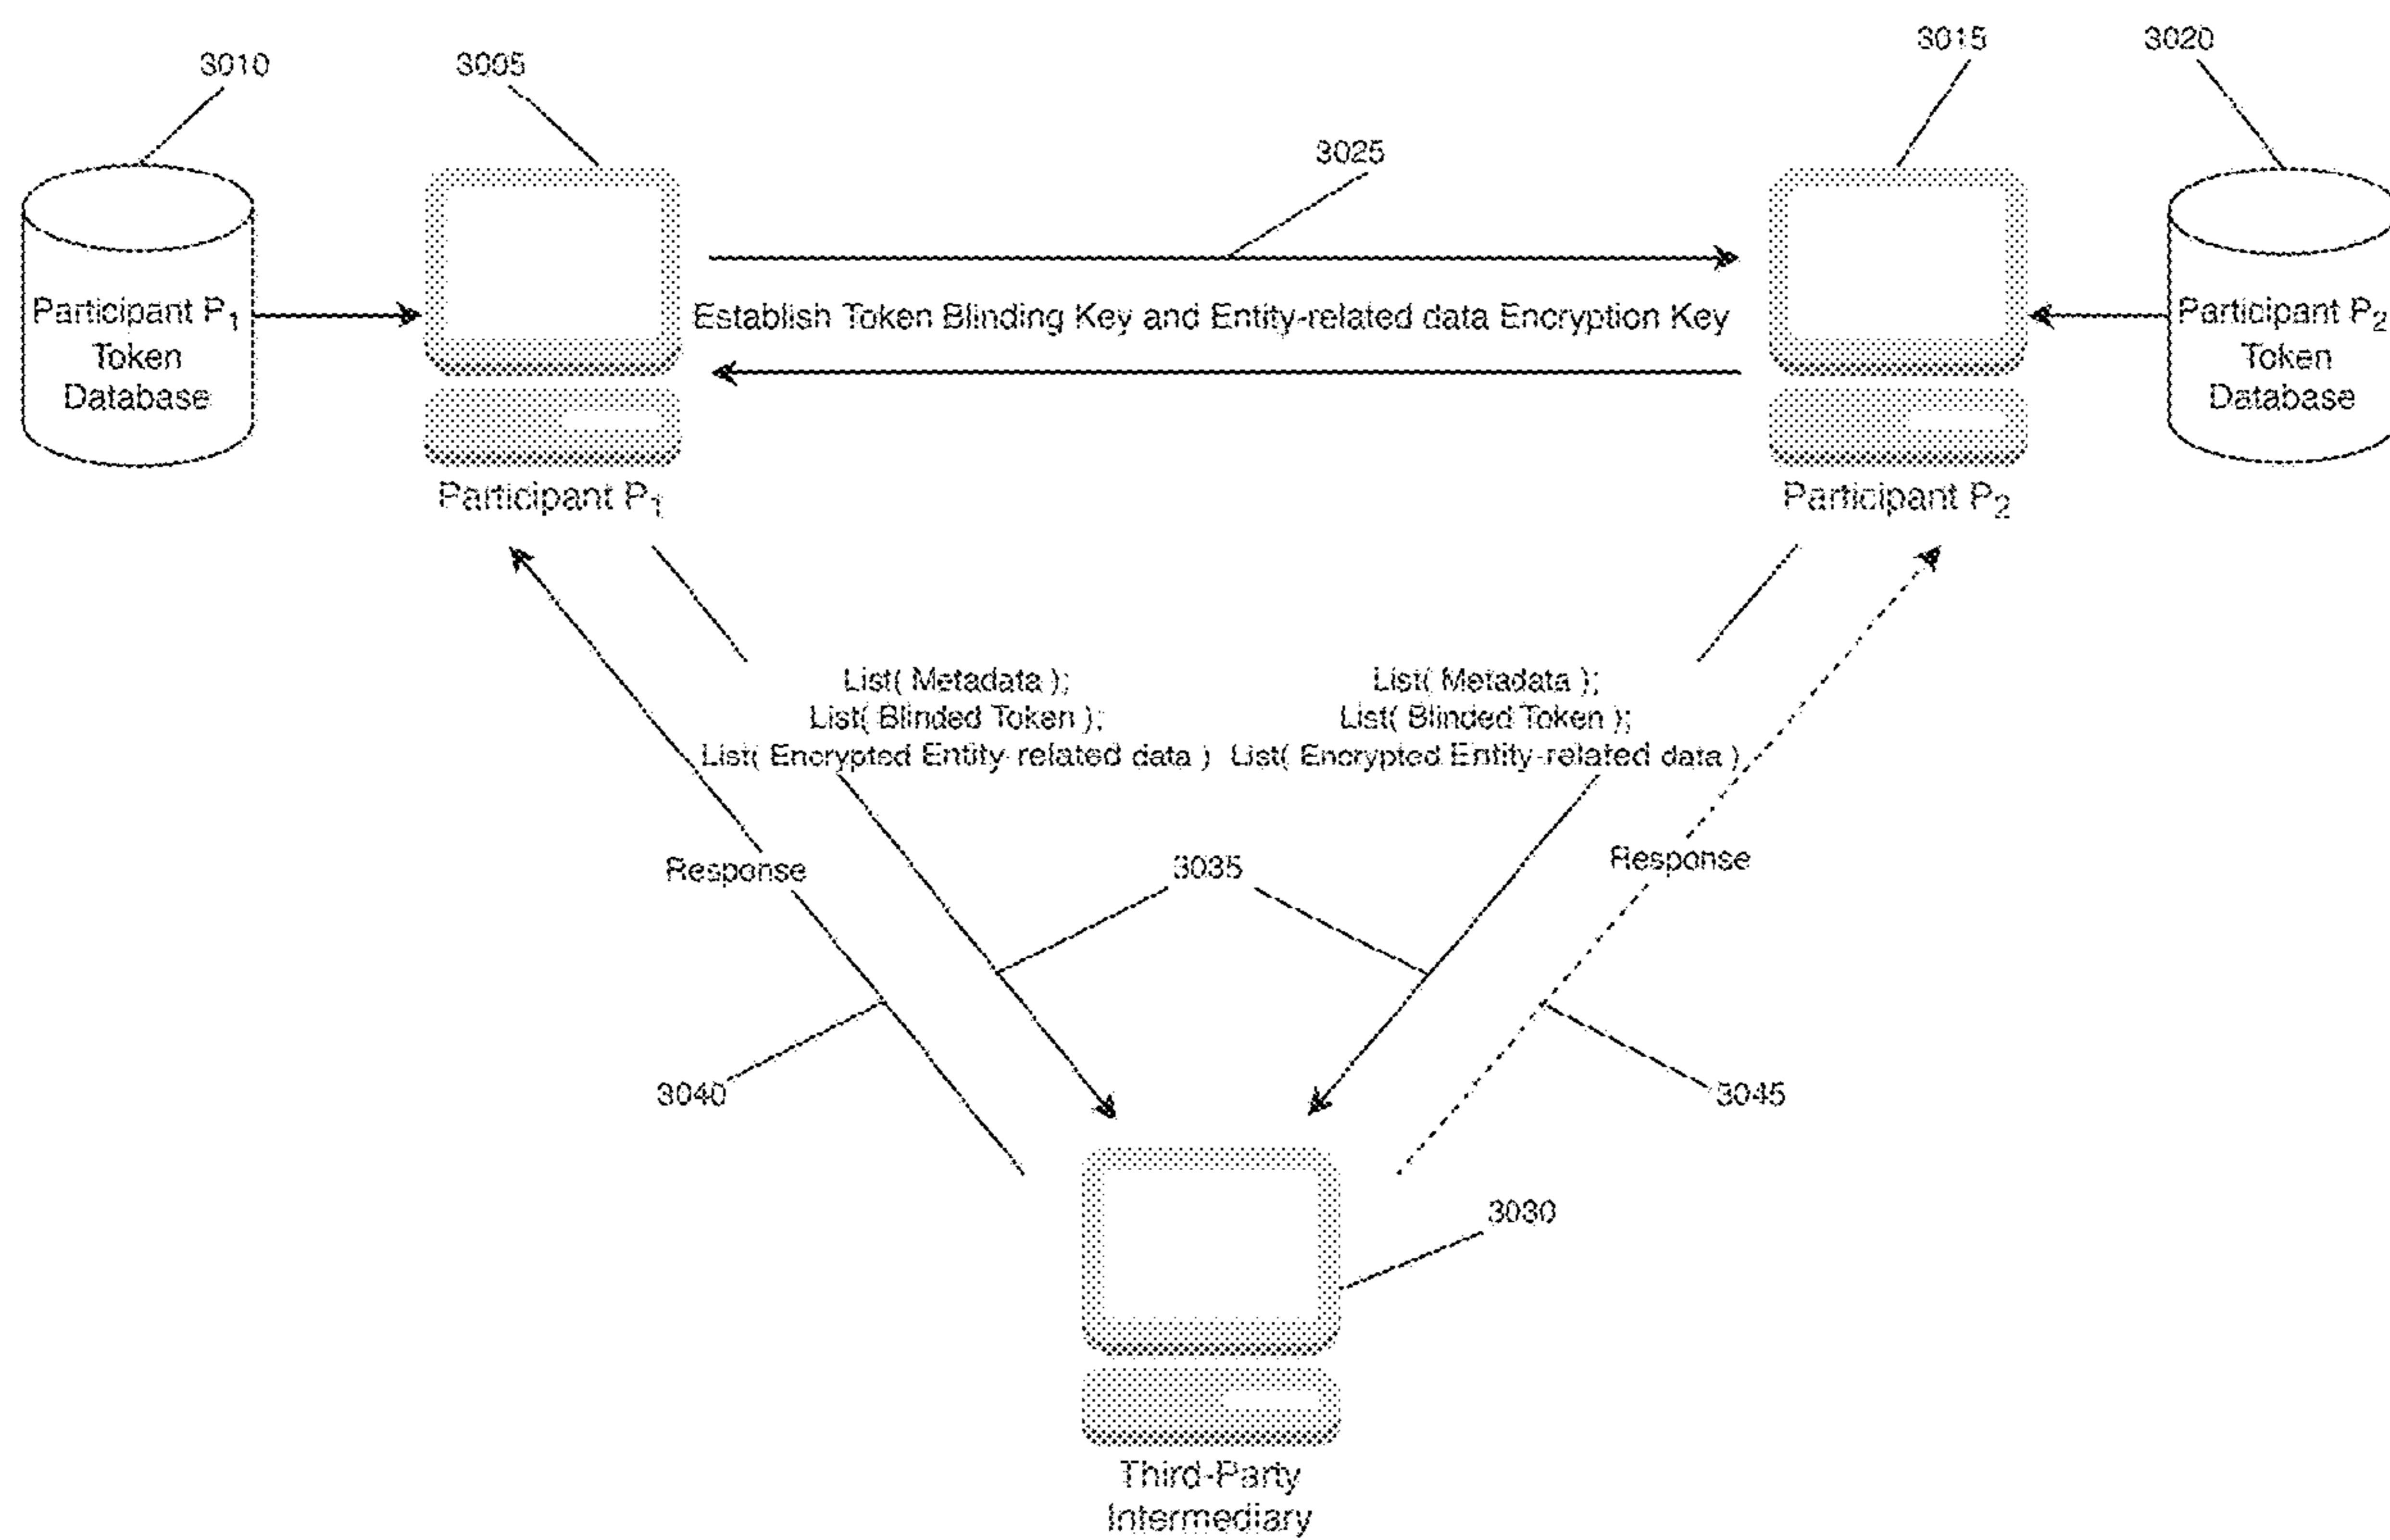 3010
3005
3015
3020
3025
Participant P1
Token
Database
Establish Token Blinding Key and Entity-related data Encryption Key
Participant P2
Token
Database
Participant P1
Participant P2
List( Metadata );
List( Blinded Token );
List( Encrypted Entity-related data )
List( Metadata );
List( Blinded Token );
List( Encrypted Entity-related data )
Response
3035
Response
3040
3045
3030
Third-Party
Intermediary